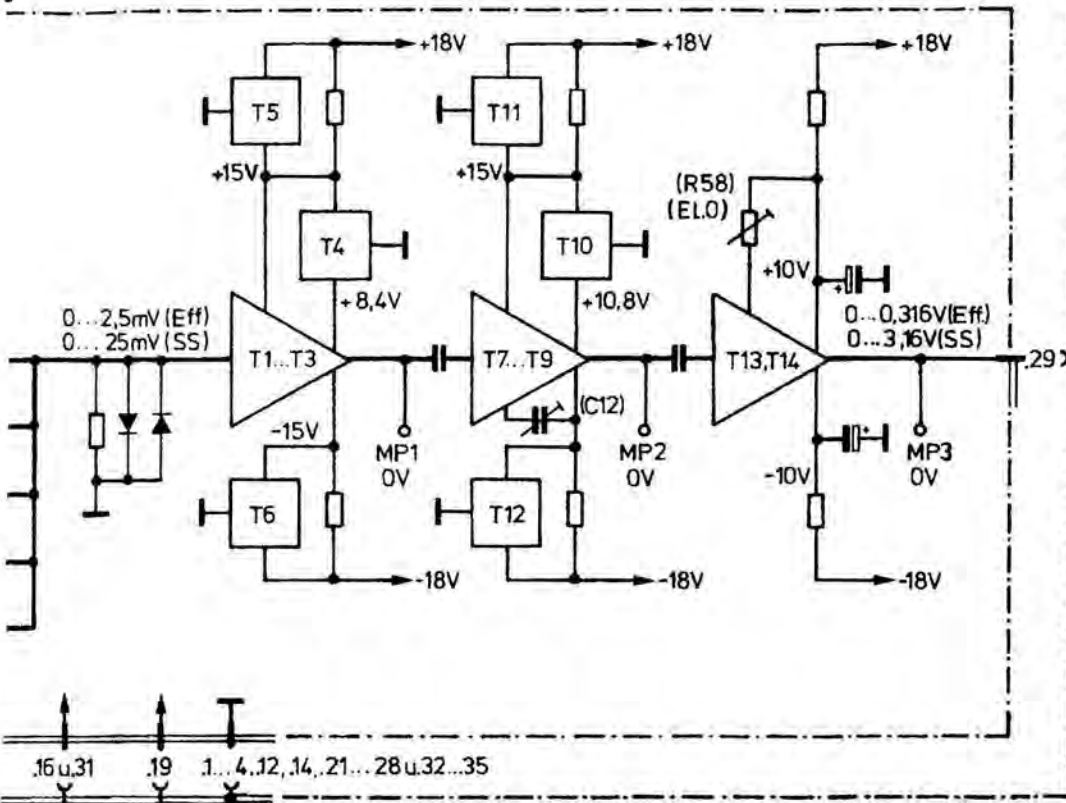 +18V
+18V
+18V
T5
T11
+15V
+15V
(R58)
(El.0)
T4
T10
+10V
+8,4V
+10,8V
0...2,5mV (Eff)
0...25mV (SS)
0...0,316V (Eff.)
0...3,16V(SS)
T1...T3
T7...T9
T13,T14
.29
(C12)
-15V
MP1
0V
MP2
0V
-10V
MP3
0V
T6
T12
-18V
-18V
-18V
.16 u.31
.19
.1...4,.12, .14,.21...28 u.32...35